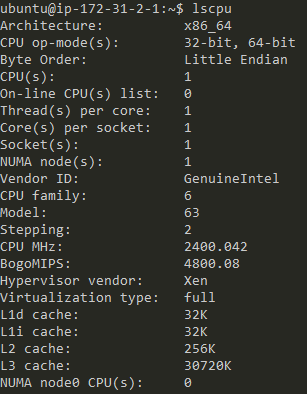 ubuntu@ip-172-31-2-1:~$ lscpu
Architecture:          x86_64
CPU op-mode(s):        32-bit, 64-bit
Byte Order:            Little Endian
CPU(s):                1
On-line CPU(s) list:   0
Thread(s) per core:    1
Core(s) per socket:    1
Socket(s):             1
NUMA node(s):          1
Vendor ID:             GenuineIntel
CPU family:            6
Model:                 63
Stepping:              2
CPU MHz:               2400.042
BogoMIPS:              4800.08
Hypervisor vendor:     Xen
Virtualization type:   full
L1d cache:             32K
L1i cache:             32K
L2 cache:              256K
L3 cache:              30720K
NUMA node0 CPU(s):     0